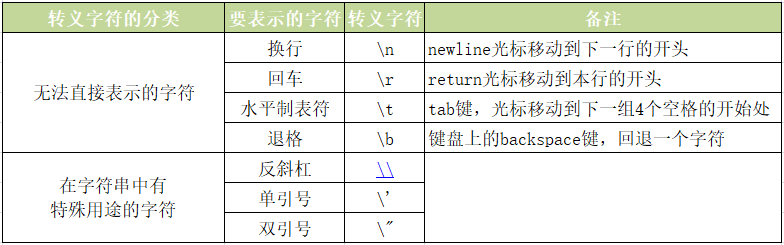 转义字符的分类 要表示的字符 转义字符 备注
无法直接表示的字符 换行 \n newline光标移动到下一行的开头
回车 \r return光标移动到本行的开头
水平制表符 \t tab键,光标移动到下一组4个空格的开始处
退格 \b 键盘上的backspace键,回退一个字符
在字符串中有
特殊用途的字符
反斜杠 \\
单引号 \'
双引号 \"